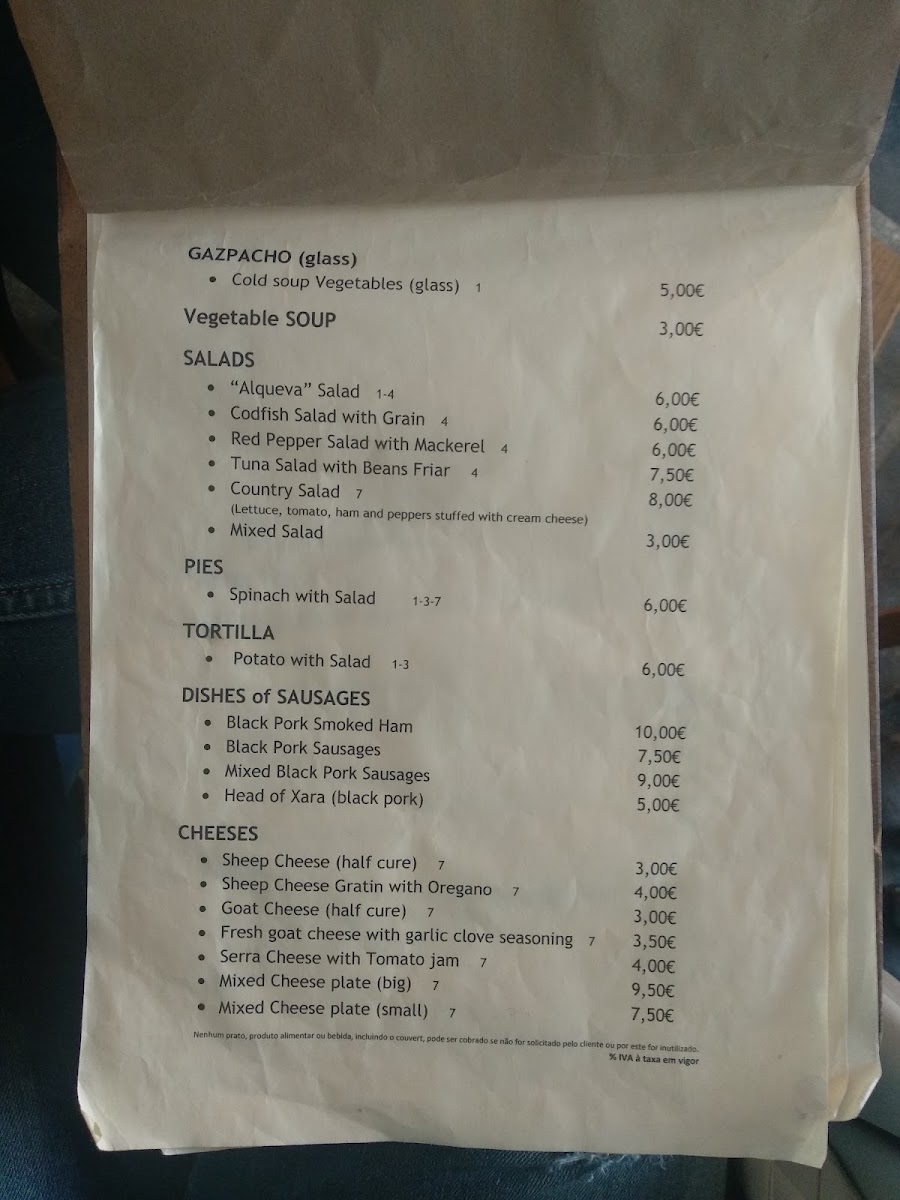 GAZPACHO (glass)
• Cold soup Vegetables (glass) 1 5,00€
Vegetable SOUP 3,00€
SALADS
• “Alqueva” Salad 1-4 6,00€
• Codfish Salad with Grain 4 6,00€
• Red Pepper Salad with Mackerel 4 6,00€
• Tuna Salad with Beans Friar 4 7,50€
• Country Salad 7 8,00€
(Lettuce, tomato, ham and peppers stuffed with cream cheese)
• Mixed Salad 3,00€
PIES
• Spinach with Salad 1-3-7 6,00€
TORTILLA
• Potato with Salad 1-3 6,00€
DISHES of SAUSAGES
• Black Pork Smoked Ham 10,00€
• Black Pork Sausages 7,50€
• Mixed Black Pork Sausages 9,00€
• Head of Xara (black pork) 5,00€
CHEESES
• Sheep Cheese (half cure) 7 3,00€
• Sheep Cheese Gratin with Oregano 7 4,00€
• Goat Cheese (half cure) 7 3,00€
• Fresh goat cheese with garlic clove seasoning 7 3,50€
• Serra Cheese with Tomato jam 7 4,00€
• Mixed Cheese plate (big) 7 9,50€
• Mixed Cheese plate (small) 7 7,50€
Nenhum prato, produto alimentar ou bebida, incluindo o couvert, pode ser cobrado se não for solicitado pelo cliente ou por este for inutilizado.
% IVA à taxa em vigor